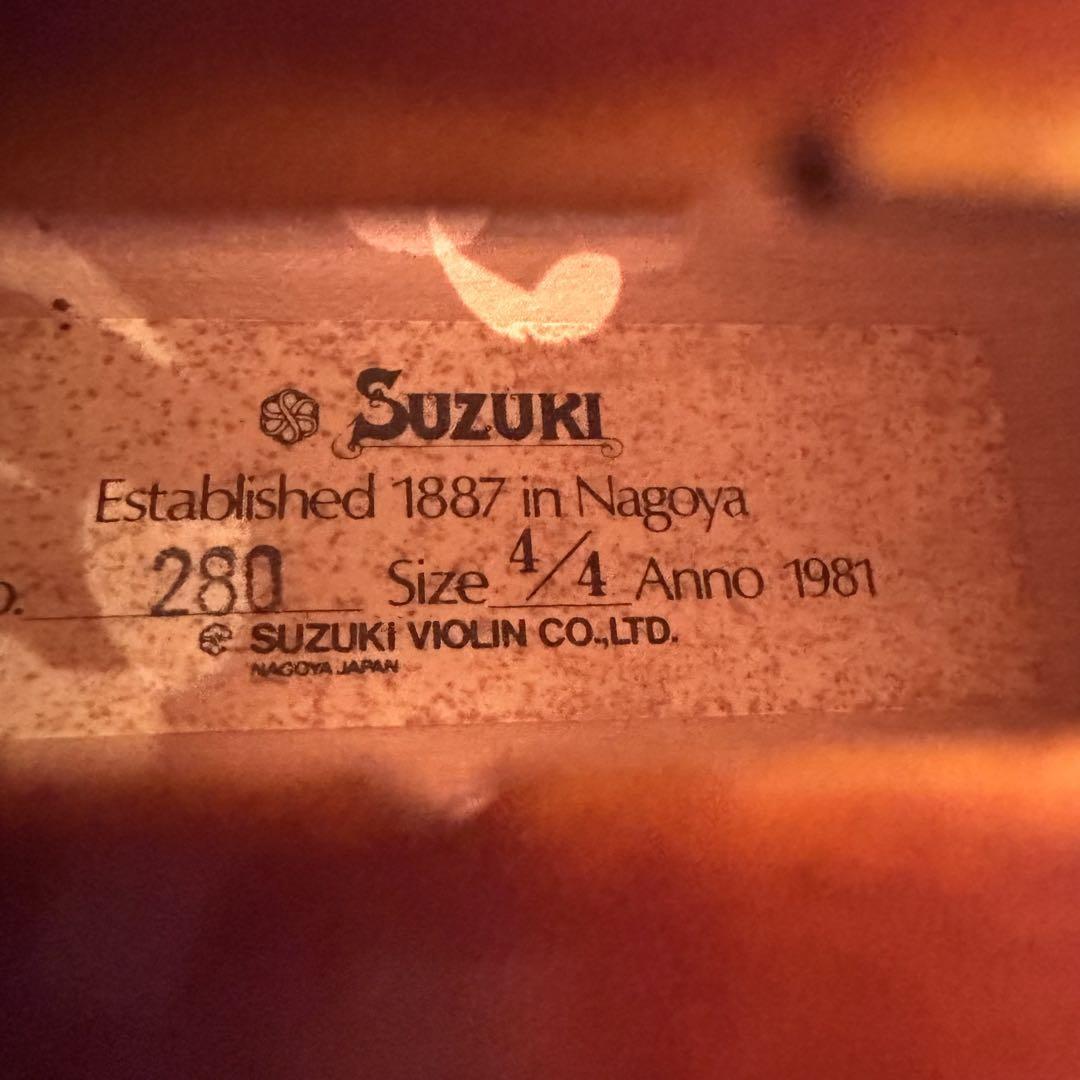 SUZUKI
Established 1887 in Nagoya
o. 280 Size 4/4 Anno 1981
SUZUKI VIOLIN CO.,LTD.
NAGOYA JAPAN